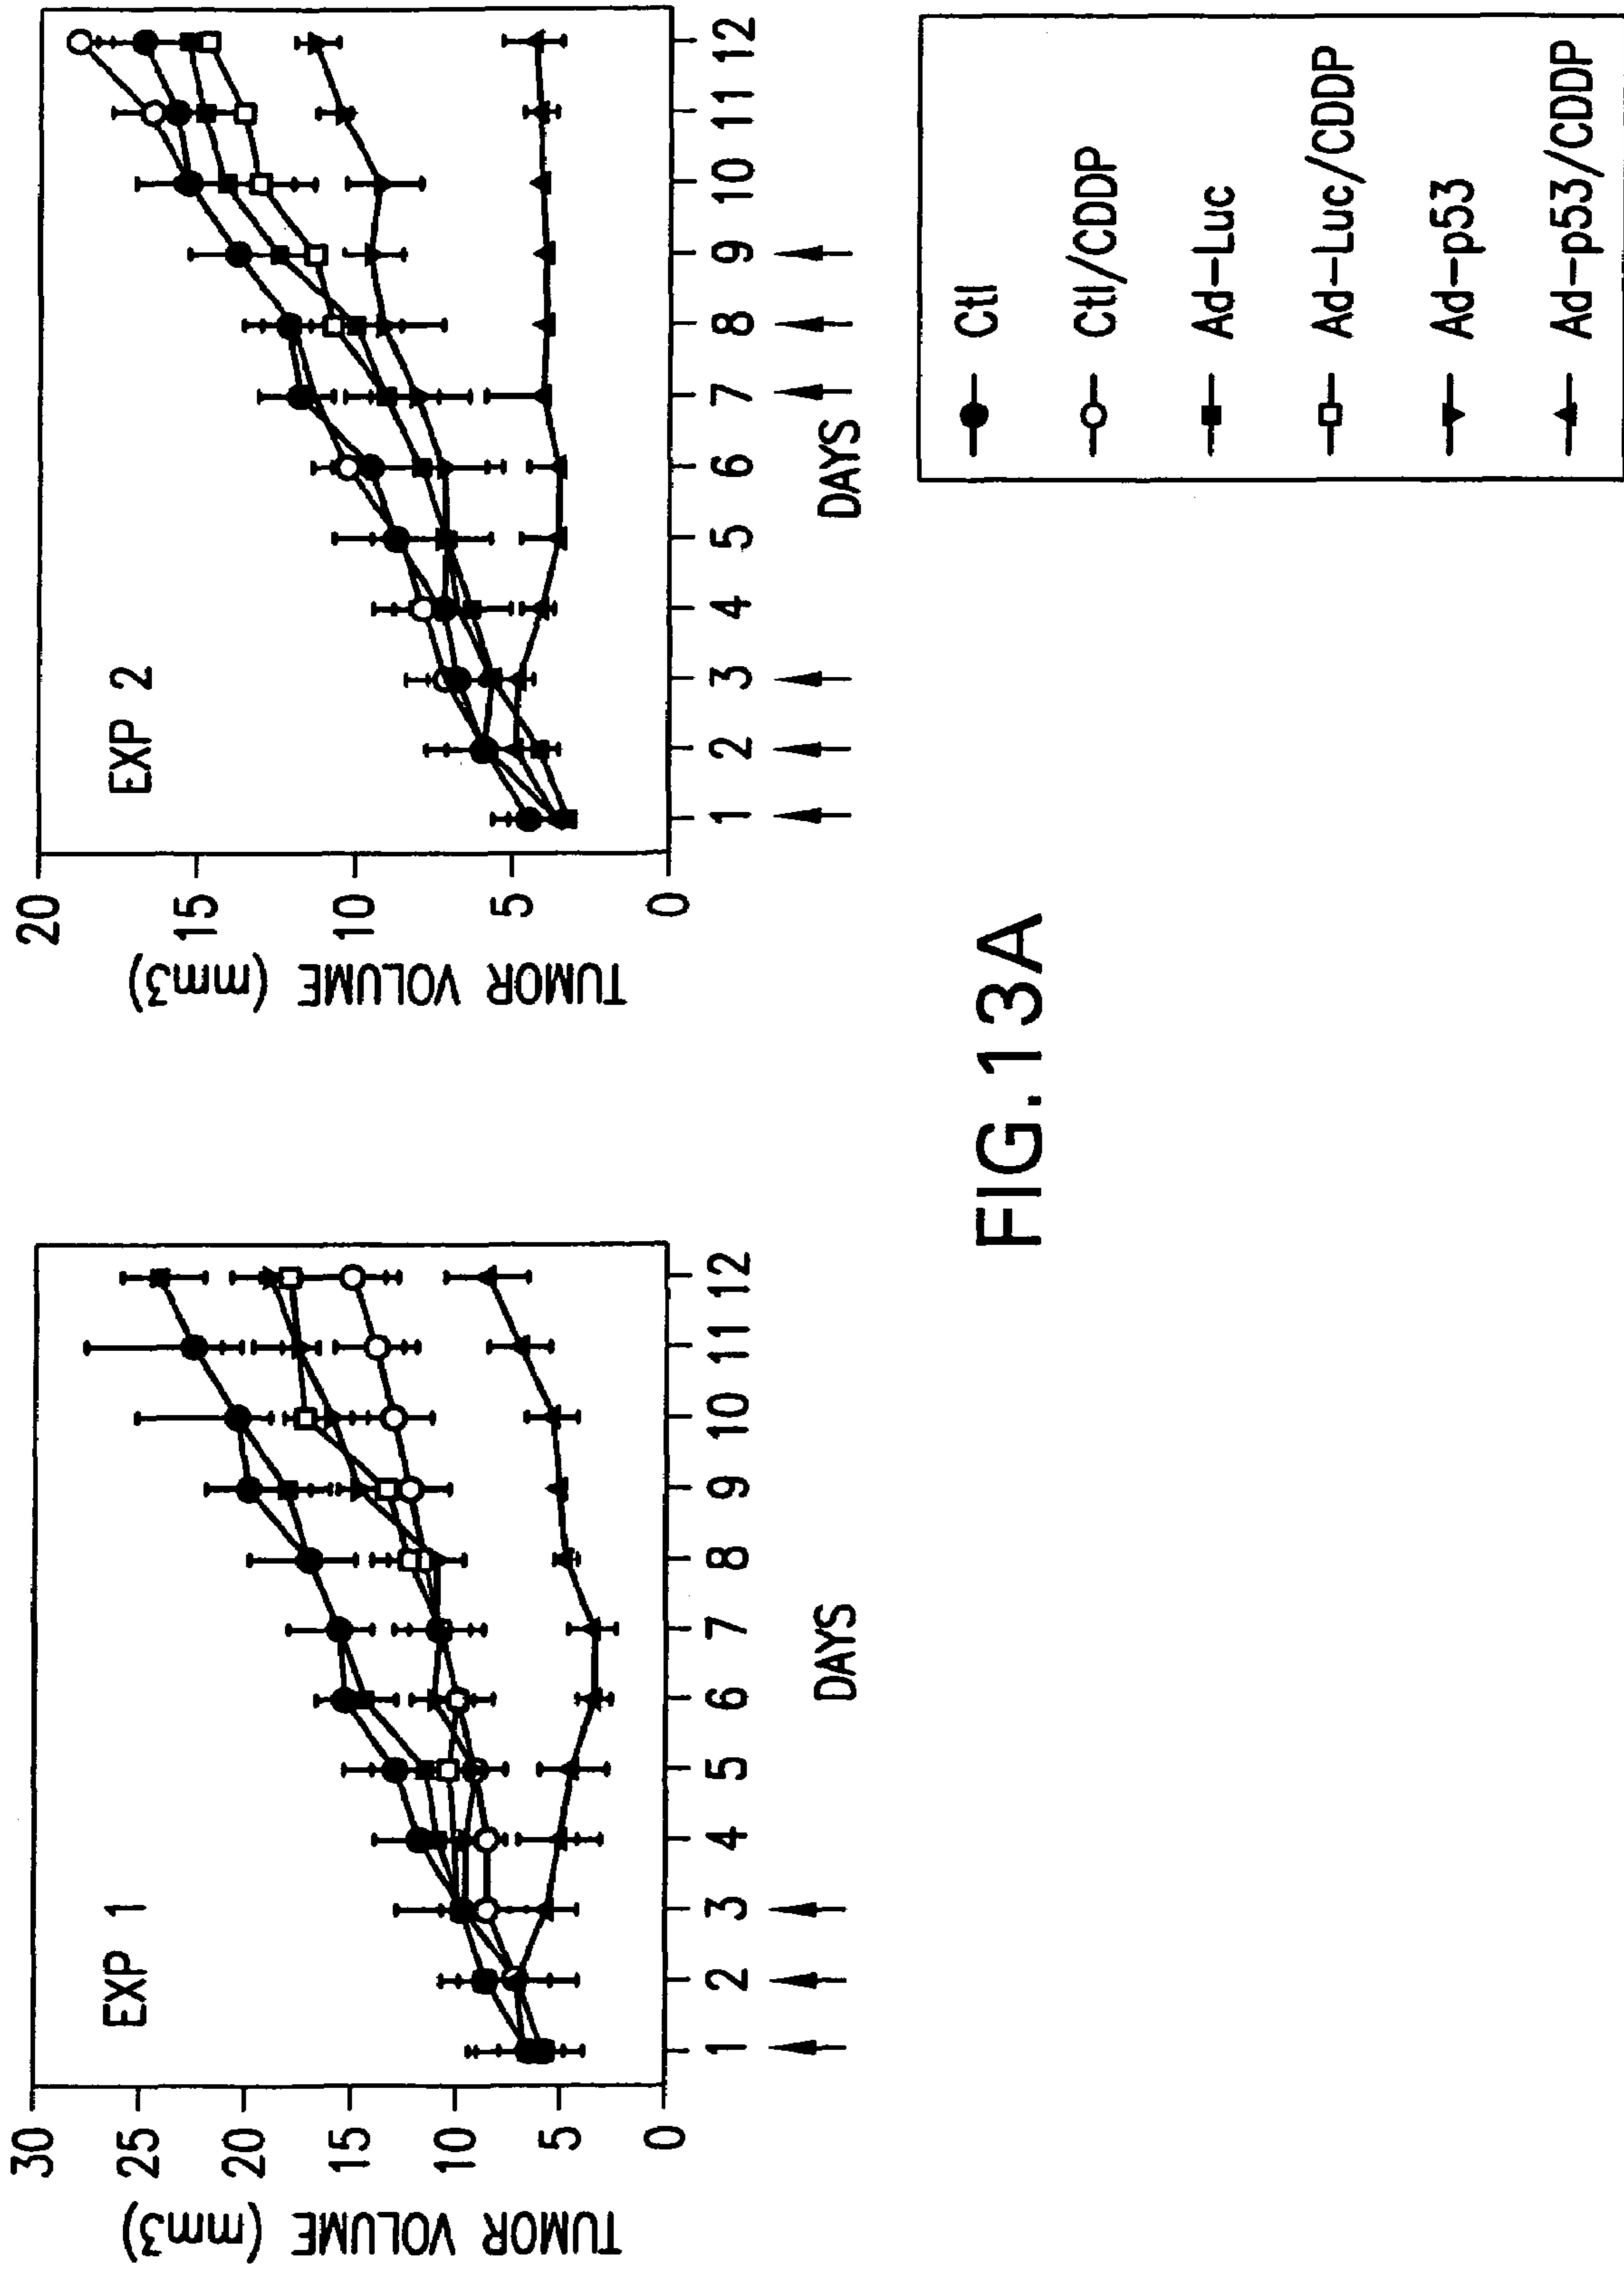 EXP 1
TUMOR VOLUME
(mm3)
30
25
20
15
10
5
0
1 2 3 4 5 6 7 8 9 10 11 12
DAYS
EXP 2
TUMOR VOLUME
(mm3)
20
15
10
5
0
1 2 3 4 5 6 7 8 9 10 11 12
DAYS
Ctl
Ctl/CDDP
Ad-Luc
Ad-Luc/CDDP
Ad-p53
Ad-p53/CDDP
FIG.13A